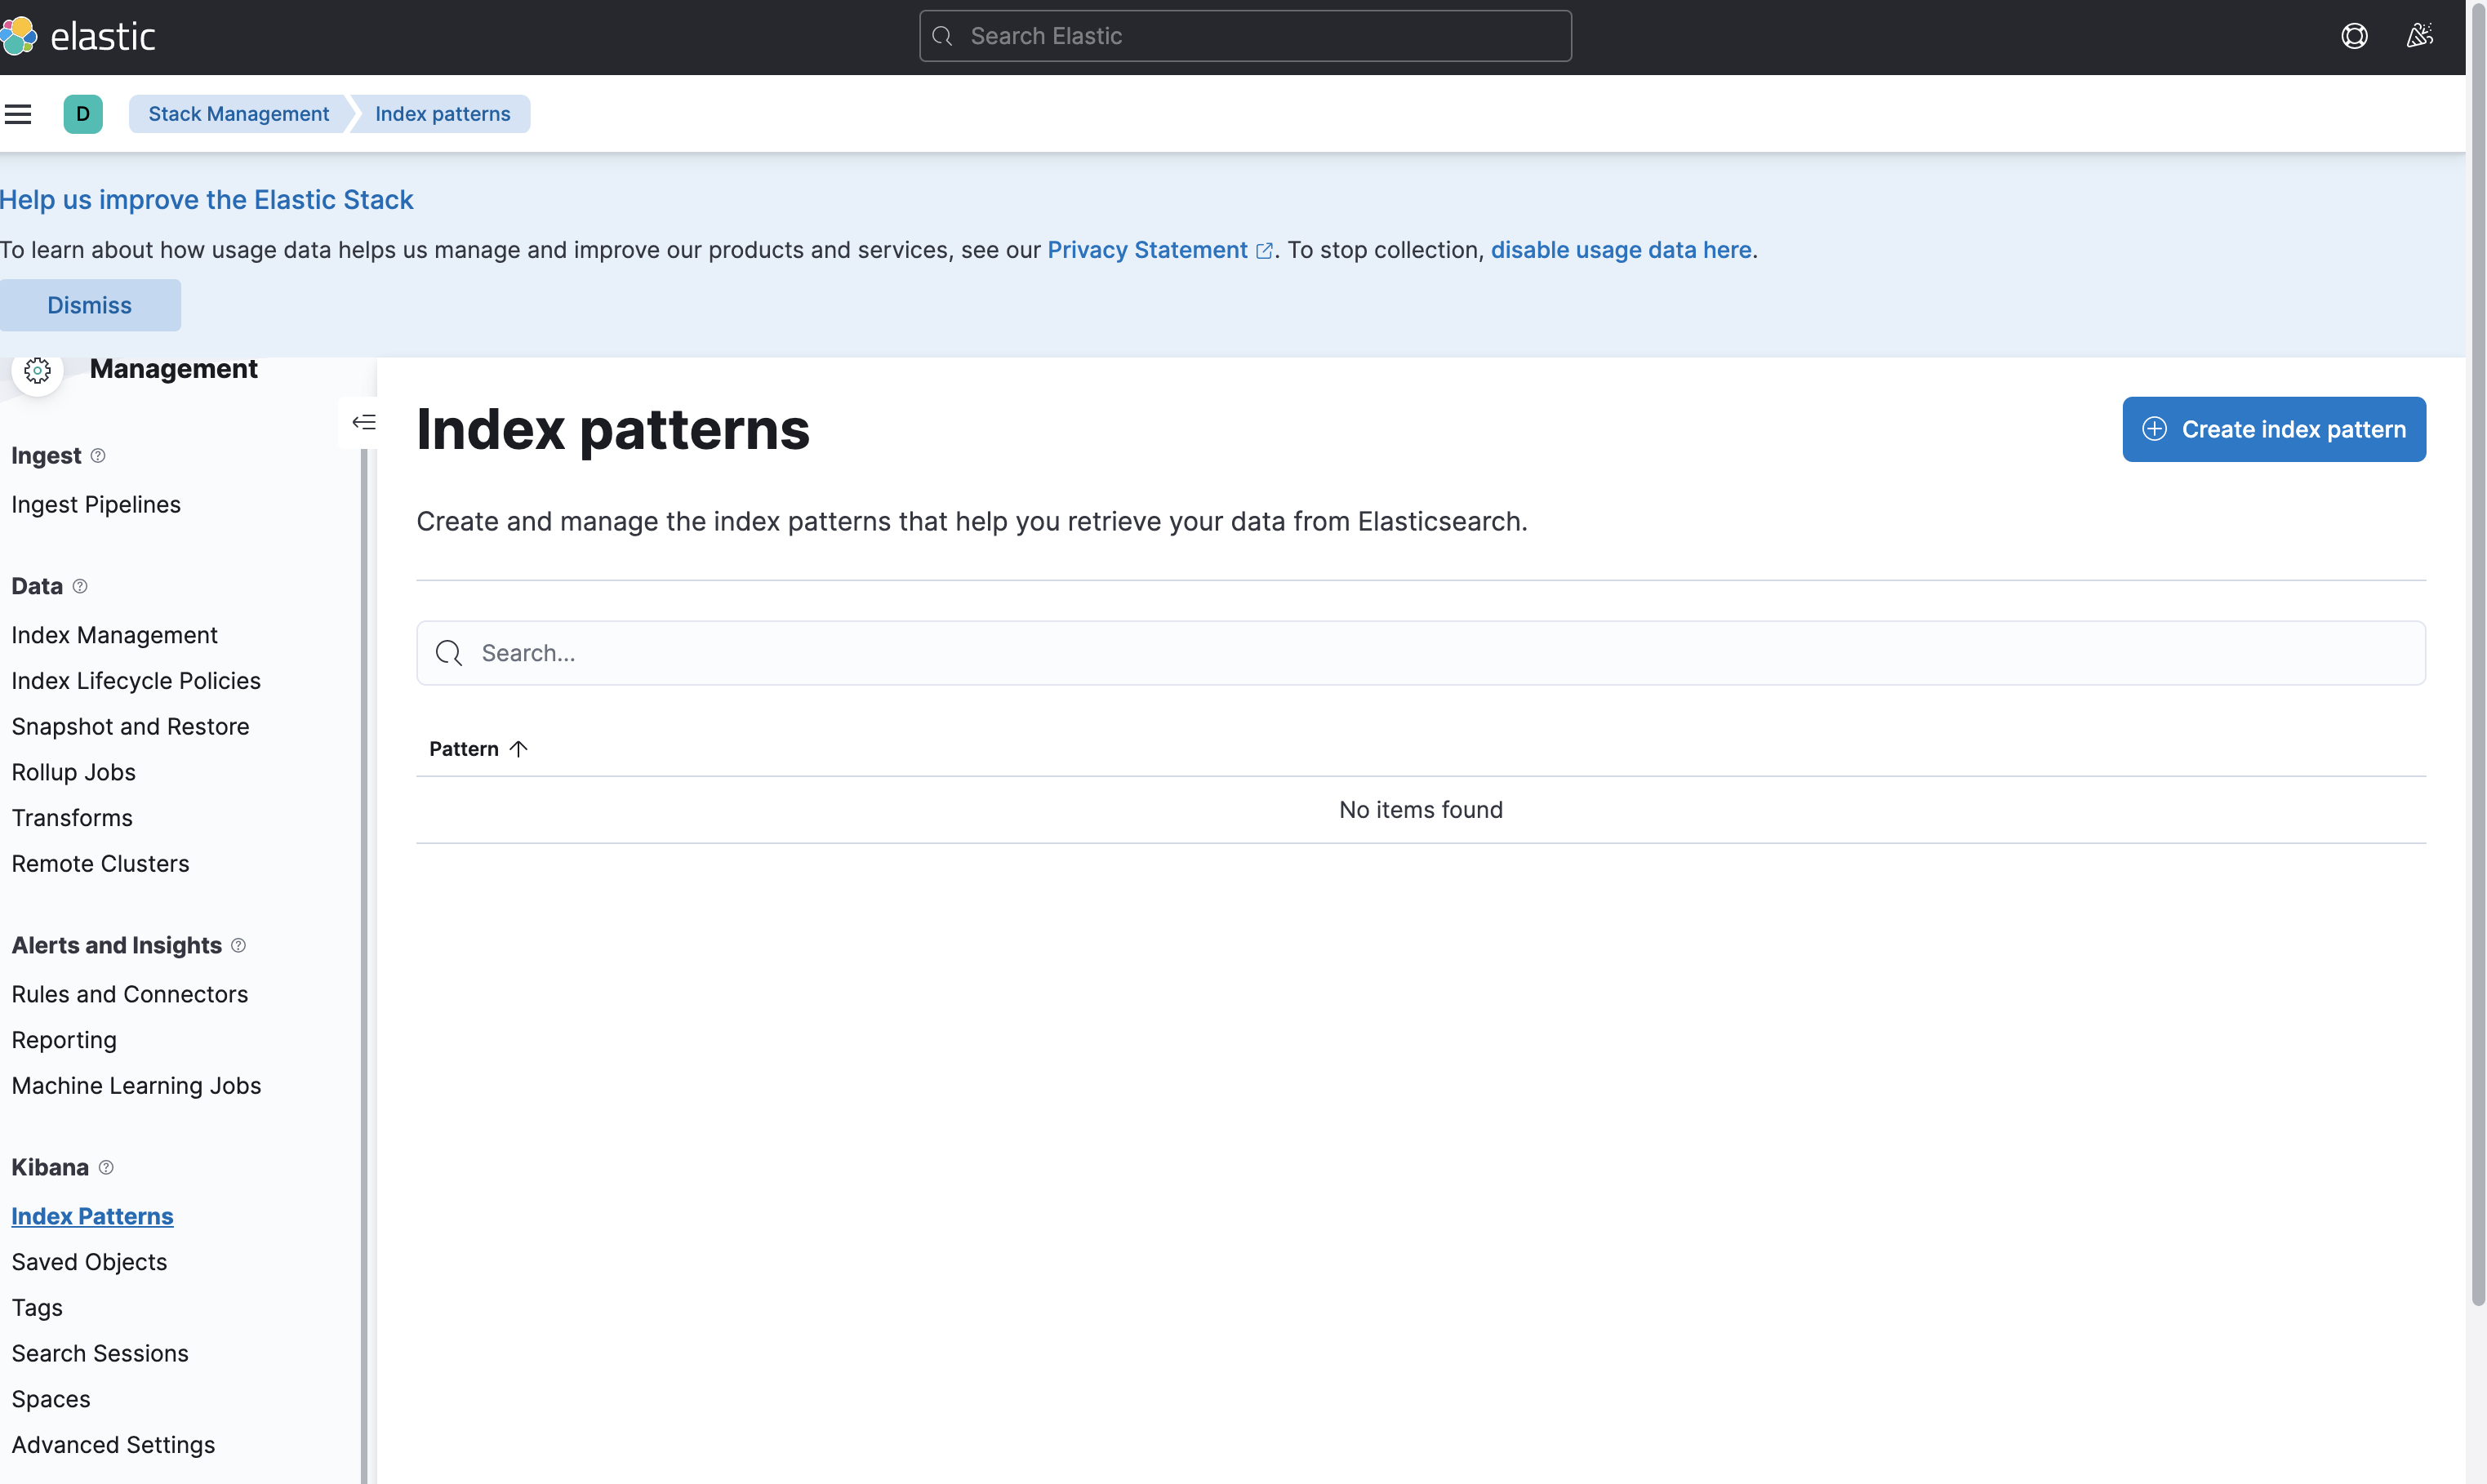 elastic
Search Elastic
D
Stack Management
Index patterns
Help us improve the Elastic Stack
To learn about how usage data helps us manage and improve our products and services, see our Privacy Statement. To stop collection, disable usage data here.
Dismiss
Management
Ingest
Ingest Pipelines
Data
Index Management
Index Lifecycle Policies
Snapshot and Restore
Rollup Jobs
Transforms
Remote Clusters
Alerts and Insights
Rules and Connectors
Reporting
Machine Learning Jobs
Kibana
Index Patterns
Saved Objects
Tags
Search Sessions
Spaces
Advanced Settings
Index patterns
Create index pattern
Create and manage the index patterns that help you retrieve your data from Elasticsearch.
Search...
Pattern
No items found